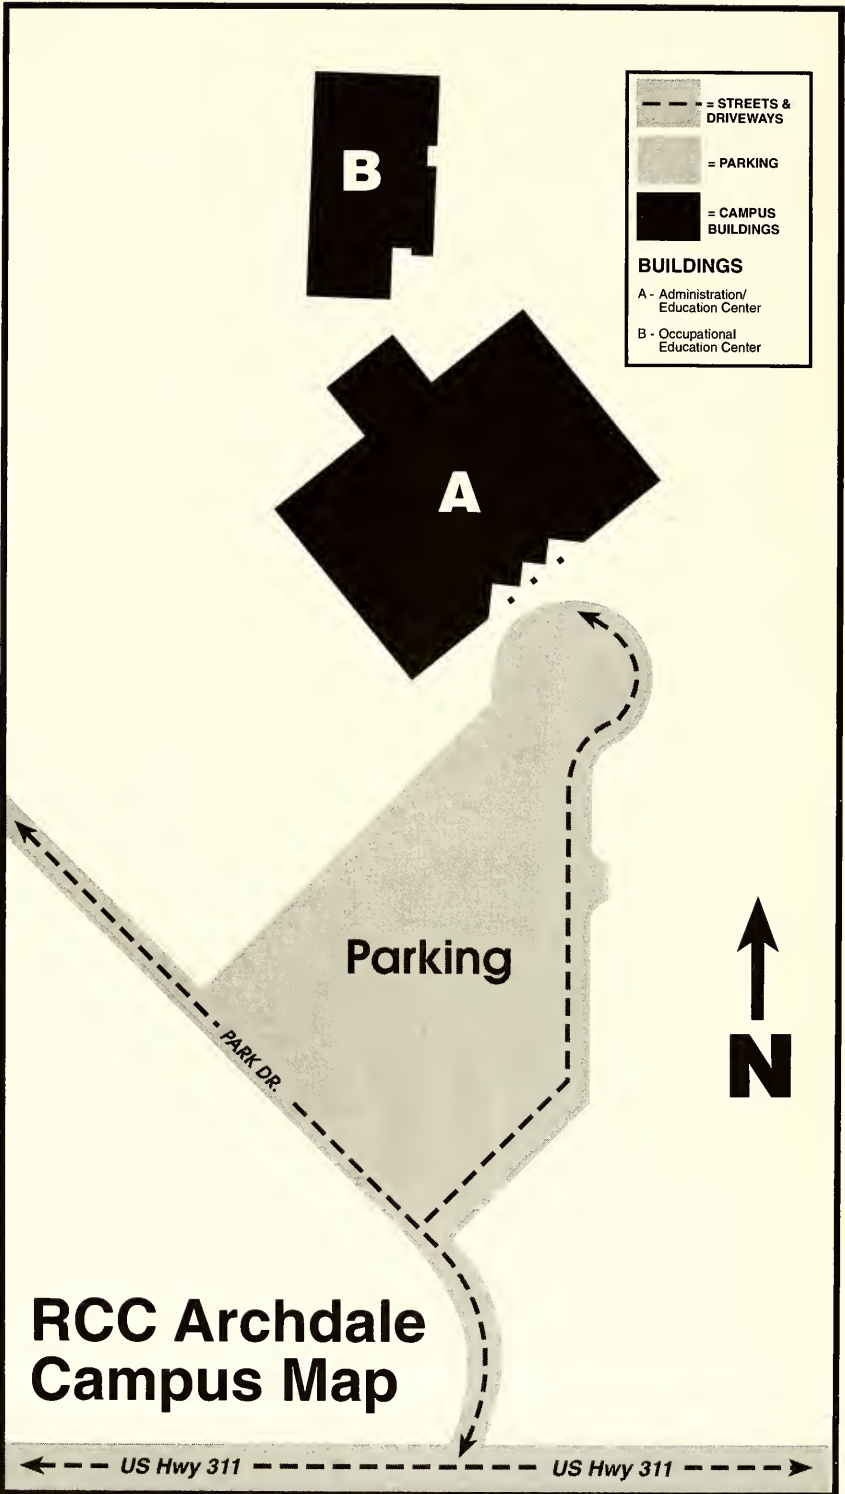 B
= STREETS &
DRIVEWAYS
= PARKING
= CAMPUS
BUILDINGS
BUILDINGS
A - Administration/
Education Center
B - Occupational
Education Center
A
Parking
PARK DR.
N
RCC Archdale
Campus Map
US Hwy 311 US Hwy 311